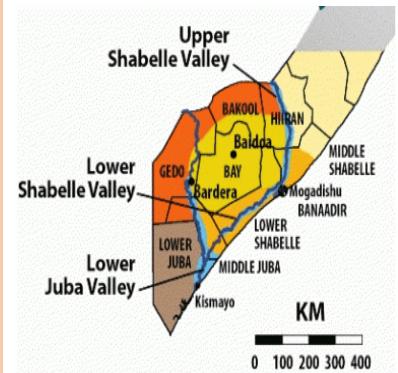 Upper
Shabelle Valley
BAKOOL
HIIRAN
Baidoa
MIDDLE
SHABELLE
Lower
Shabelle Valley
GEDO
BAY
Bardera
Mogadishu
BANAADIR
LOWER
SHABELLE
LOWER
JUBA
MIDDLE JUBA
Lower
Juba Valley
Kismayo
KM
0 100 200 300 400